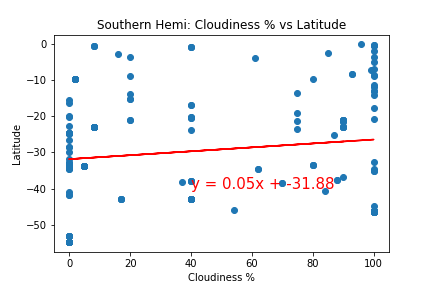 Southern Hemi: Cloudiness % vs Latitude
0
−10
−20
−30
−40
−50
Latitude
y = 0.05x + -31.88
0 20 40 60 80 100
Cloudiness %